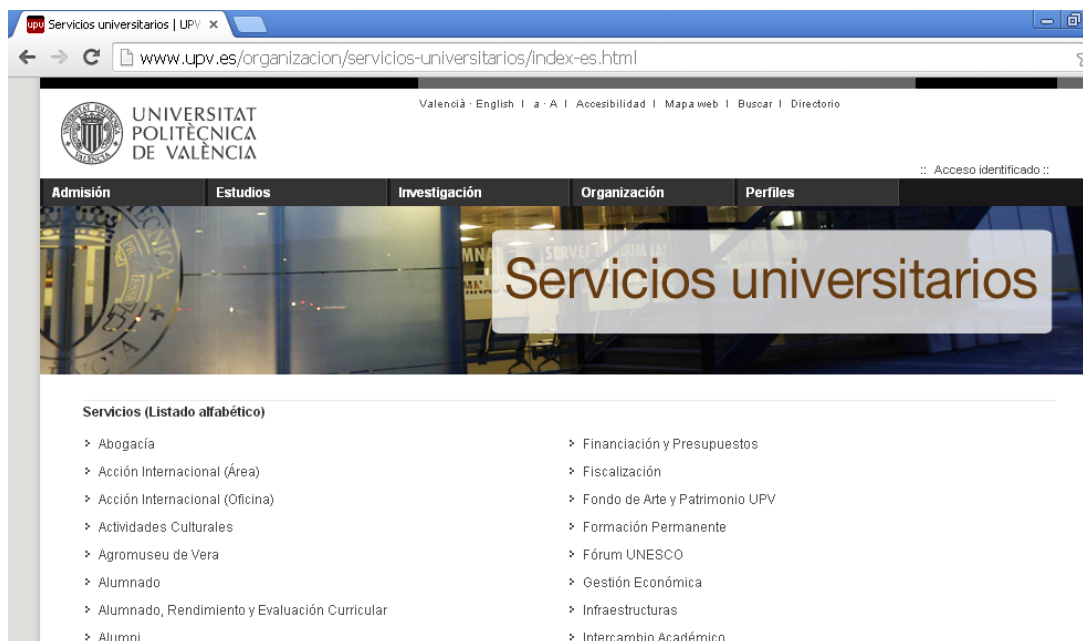 upv Servicios universitarios | UPV
www.upv.es/organizacion/servicios-universitarios/index-es.html
Valencià · English | a · A | Accesibilidad | Mapa web | Buscar | Directorio
UNIVERSITAT
POLITÈCNICA
DE VALÈNCIA
:: Acceso identificado ::
Admisión Estudios Investigación Organización Perfiles
Servicios universitarios
Servicios (Listado alfabético)
Abogacía
Acción Internacional (Área)
Acción Internacional (Oficina)
Actividades Culturales
Agromuseu de Vera
Alumnado
Alumnado, Rendimiento y Evaluación Curricular
Alumni
Financiación y Presupuestos
Fiscalización
Fondo de Arte y Patrimonio UPV
Formación Permanente
Fórum UNESCO
Gestión Económica
Infraestructuras
Intercambio Académico